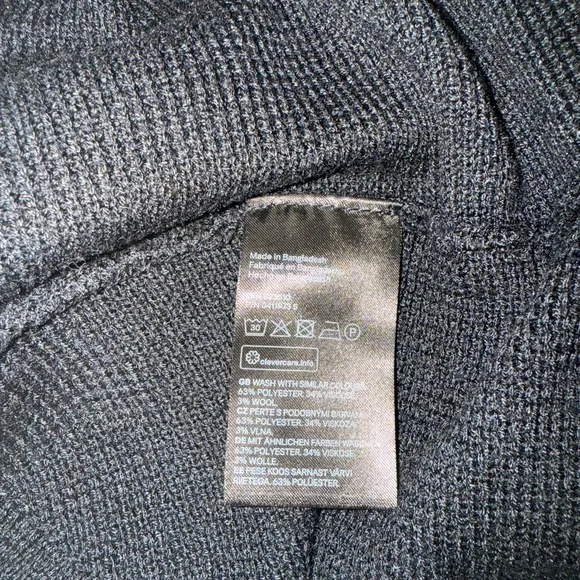 Made in Bangladesh
Fabriqué en Bangladesh
Hech
30
P
clevercare.info
GB WASH WITH SIMILAR COLOURS.
63% POLYESTER. 34% VISCOSE.
3% WOOL.
CZ PERTE S PODOBNÝMI BARVAMI.
63% POLYESTER. 34% VISKÓZA.
3% VLNA.
DE MIT ÄHNLICHEN FARBEN WASCHEN.
63% POLYESTER. 34% VISKOSE.
3% WOLLE.
EE PESE KOOS SARNAST VÄRVI
RIIETEGA. 63% POLÜESTER.